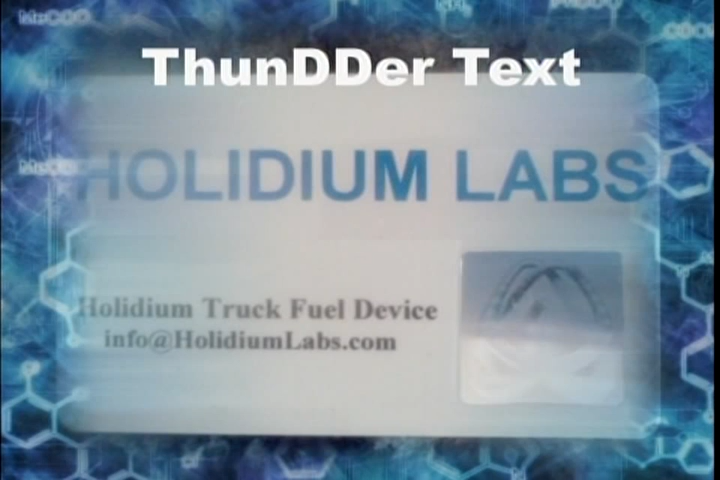 ThunDDer Text
HOLIDIUM LABS
Holidium Truck Fuel Device
info@HolidiumLabs.com